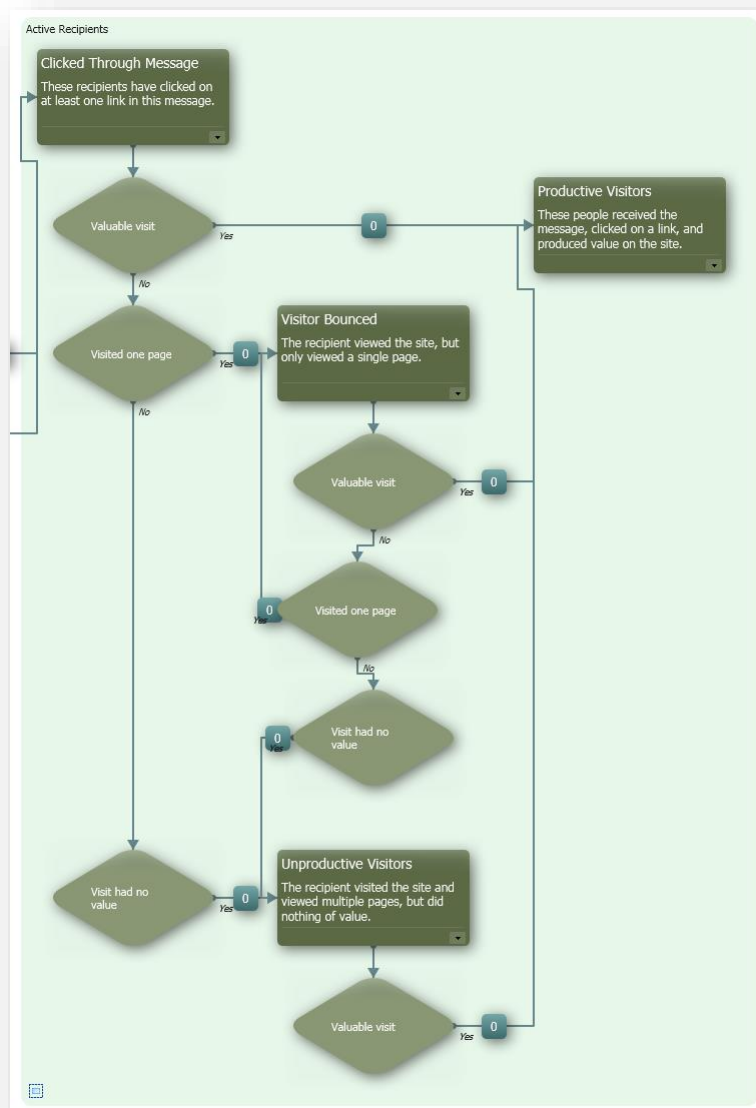 Active Recipients
Clicked Through Message
These recipients have clicked on
at least one link in this message.
Valuable visit
Yes
0
No
Productive Visitors
These people received the
message, clicked on a link, and
produced value on the site.
Visited one page
Yes
0
No
Visitor Bounced
The recipient viewed the site, but
only viewed a single page.
Valuable visit
Yes
0
No
Visited one page
0
Yes
No
Visit had no
value
0
Yes
Visit had no
value
Yes
0
Unproductive Visitors
The recipient visited the site and
viewed multiple pages, but did
nothing of value.
Valuable visit
Yes
0